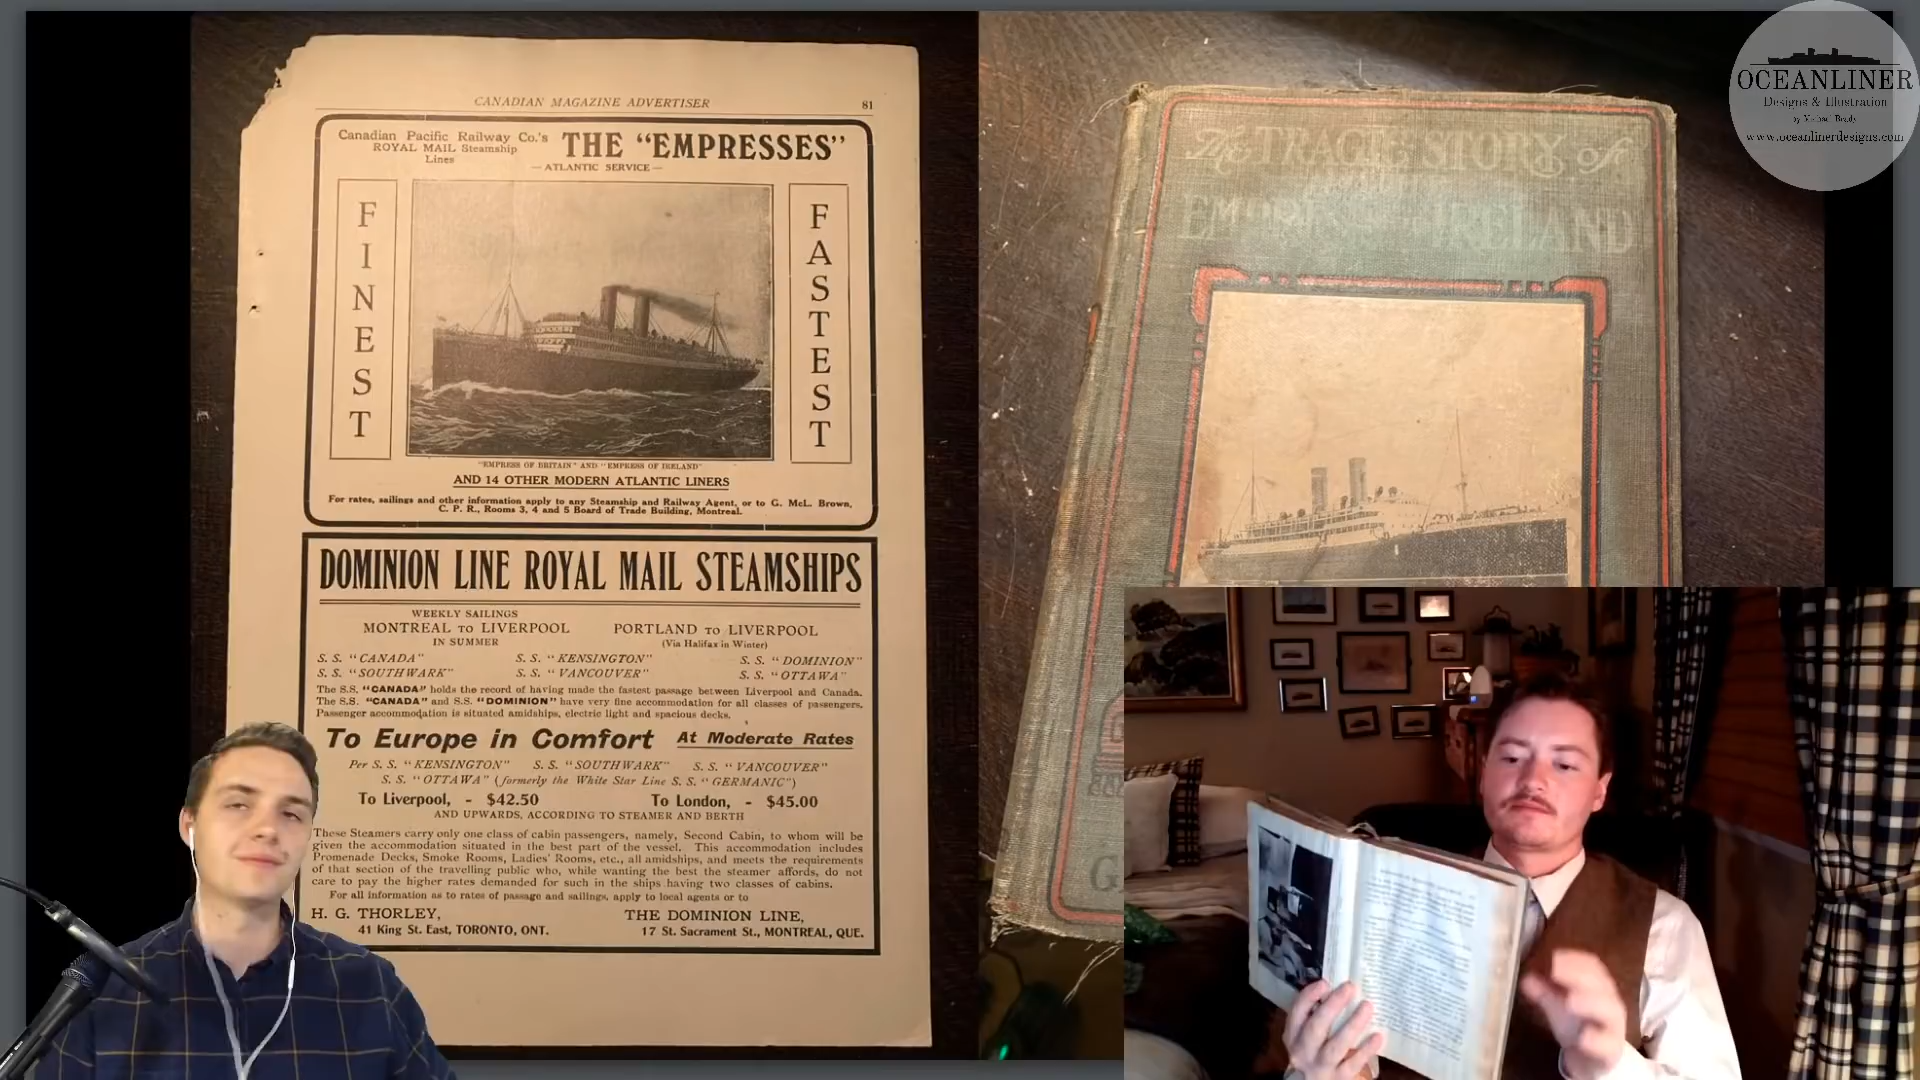 CANADIAN MAGAZINE ADVERTISER 81
Canadian Pacific Railway Co.'s
ROYAL MAIL Steamship
Lines
THE "EMPRESSES"
— ATLANTIC SERVICE —
FINEST
FASTEST
"EMPRESS OF BRITAIN" AND "EMPRESS OF IRELAND"
AND 14 OTHER MODERN ATLANTIC LINERS
For rates, sailings and other information apply to any Steamship and Railway Agent, or to G. McL. Brown,
C. P. R., Rooms 3, 4 and 5 Board of Trade Building, Montreal.
DOMINION LINE ROYAL MAIL STEAMSHIPS
WEEKLY SAILINGS
MONTREAL TO LIVERPOOL
IN SUMMER
PORTLAND TO LIVERPOOL
(Via Halifax in Winter)
S. S. "CANADA" S. S. "KENSINGTON" S. S. "DOMINION"
S. S. "SOUTHWARK" S. S. "VANCOUVER" S. S. "OTTAWA"
The S.S. "CANADA" holds the record of having made the fastest passage between Liverpool and Canada.
The S.S. "CANADA" and S.S. "DOMINION" have very fine accommodation for all classes of passengers.
Passenger accommodation is situated amidships, electric light and spacious decks.
To Europe in Comfort At Moderate Rates
Per S. S. "KENSINGTON" S. S. "SOUTHWARK" S. S. "VANCOUVER"
S. S. "OTTAWA" (formerly the White Star Line S. S. "GERMANIC")
To Liverpool, - $42.50 To London, - $45.00
AND UPWARDS, ACCORDING TO STEAMER AND BERTH
These Steamers carry only one class of cabin passengers, namely, Second Cabin, to whom will be
given the accommodation situated in the best part of the vessel. This accommodation includes
Promenade Decks, Smoke Rooms, Ladies' Rooms, etc., all amidships, and meets the requirements
of that section of the travelling public who, while wanting the best the steamer affords, do not
care to pay the higher rates demanded for such in the ships having two classes of cabins.
For all information as to rates of passage and sailings, apply to local agents or to
H. G. THORLEY,
41 King St. East, TORONTO, ONT.
THE DOMINION LINE,
17 St. Sacrament St., MONTREAL, QUE.
The TRAGIC STORY of
EMPRESS IRELAND
OCEANLINER
Designs & Illustration
by Michael Brady
www.oceanlinerdesigns.com